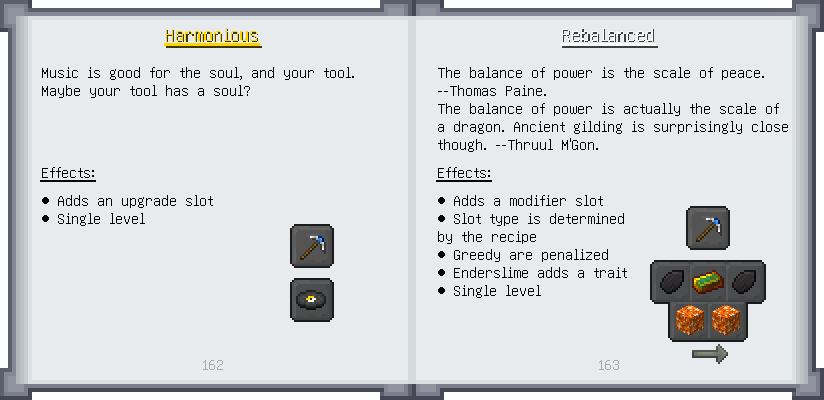 Harmonious
Music is good for the soul, and your tool.
Maybe your tool has a soul?
Effects:
● Adds an upgrade slot
● Single level
162
Rebalanced
The balance of power is the scale of peace.
--Thomas Paine.
The balance of power is actually the scale of
a dragon. Ancient gilding is surprisingly close
though. --Thruul M'Gon.
Effects:
● Adds a modifier slot
● Slot type is determined
by the recipe
● Greedy are penalized
● Enderslime adds a trait
● Single level
163